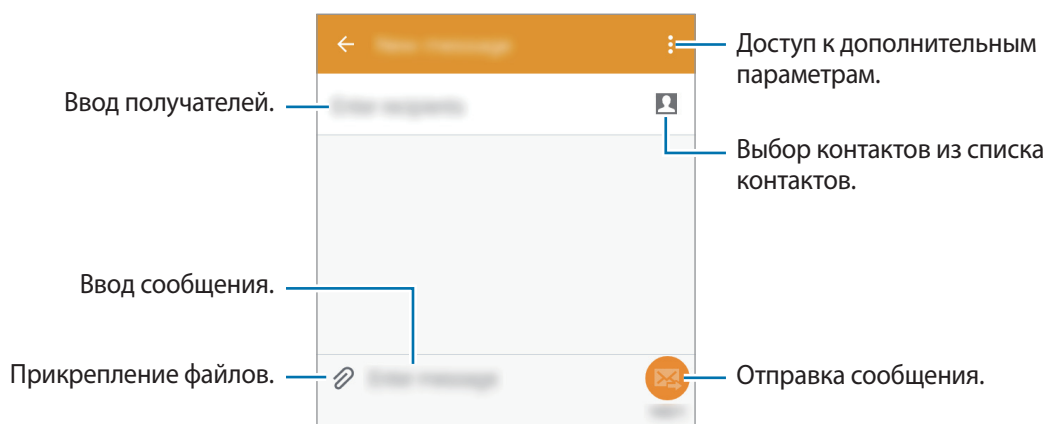 Доступ к дополнительным
параметрам.
Ввод получателей.
Выбор контактов из списка
контактов.
Ввод сообщения.
Прикрепление файлов.
Отправка сообщения.